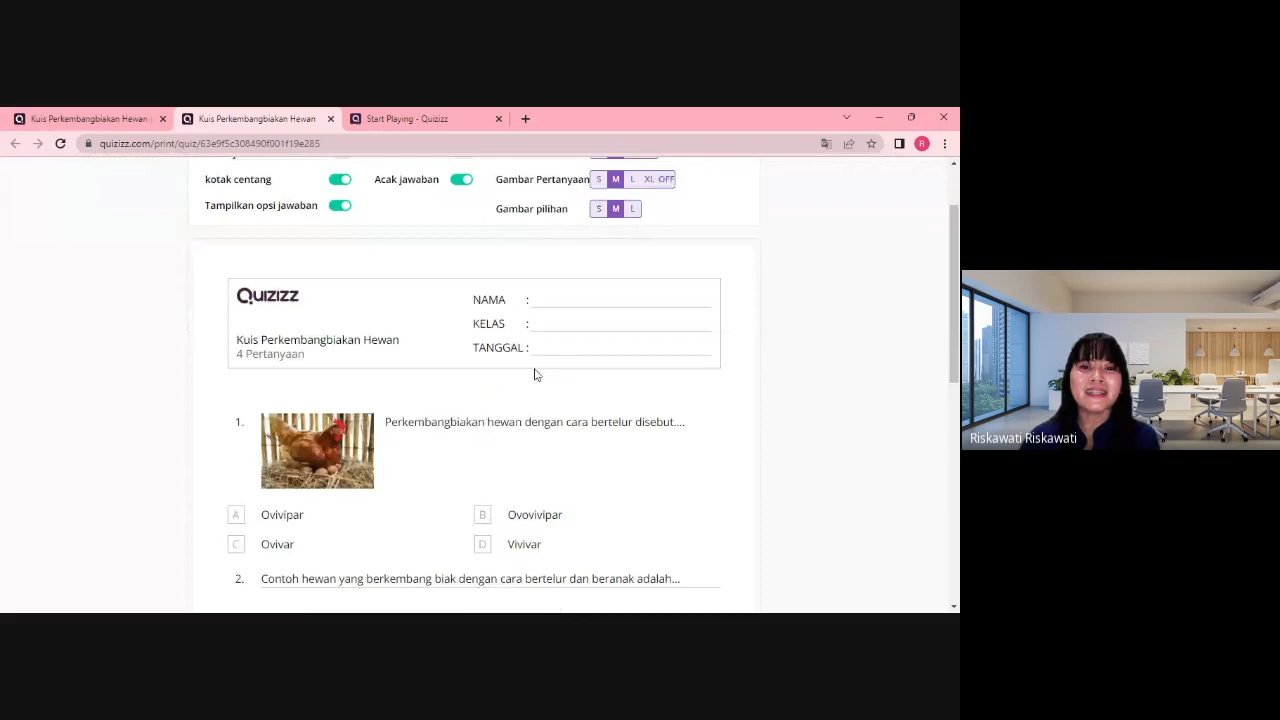 Kuis Perkembangbiakan Hewan
Kuis Perkembangbiakan Hewan
Start Playing - Quizizz
quizizz.com/print/quiz/63e9f5c308490f001f19e285
B
kotak centang
Acak jawaban
Gambar Pertanyaan
S M L XL OFF
Tampilkan opsi jawaban
Gambar pilihan
S M L
Quizizz
NAMA :
Kuis Perkembangbiakan Hewan
KELAS :
4 Pertanyaan
TANGGAL :
1. Perkembangbiakan hewan dengan cara bertelur disebut....
A Ovivipar
B Ovovivipar
C Ovivar
D Vivivar
2. Contoh hewan yang berkembang biak dengan cara bertelur dan beranak adalah...
Riskawati Riskawati